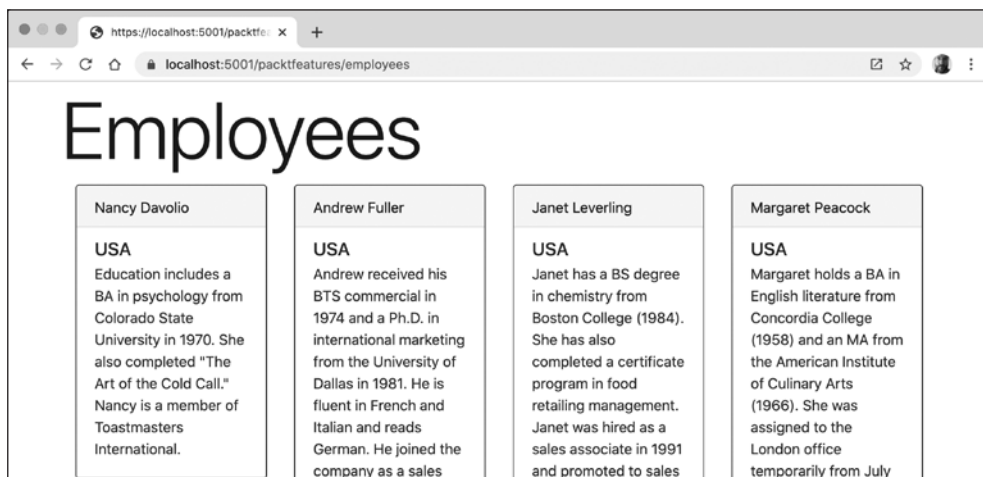 https://localhost:5001/packtfea
localhost:5001/packtfeatures/employees
Employees
Nancy Davolio
USA
Education includes a
BA in psychology from
Colorado State
University in 1970. She
also completed "The
Art of the Cold Call."
Nancy is a member of
Toastmasters
International.
Andrew Fuller
USA
Andrew received his
BTS commercial in
1974 and a Ph.D. in
international marketing
from the University of
Dallas in 1981. He is
fluent in French and
Italian and reads
German. He joined the
company as a sales
Janet Leverling
USA
Janet has a BS degree
in chemistry from
Boston College (1984).
She has also
completed a certificate
program in food
retailing management.
Janet was hired as a
sales associate in 1991
and promoted to sales
Margaret Peacock
USA
Margaret holds a BA in
English literature from
Concordia College
(1958) and an MA from
the American Institute
of Culinary Arts
(1966). She was
assigned to the
London office
temporarily from July